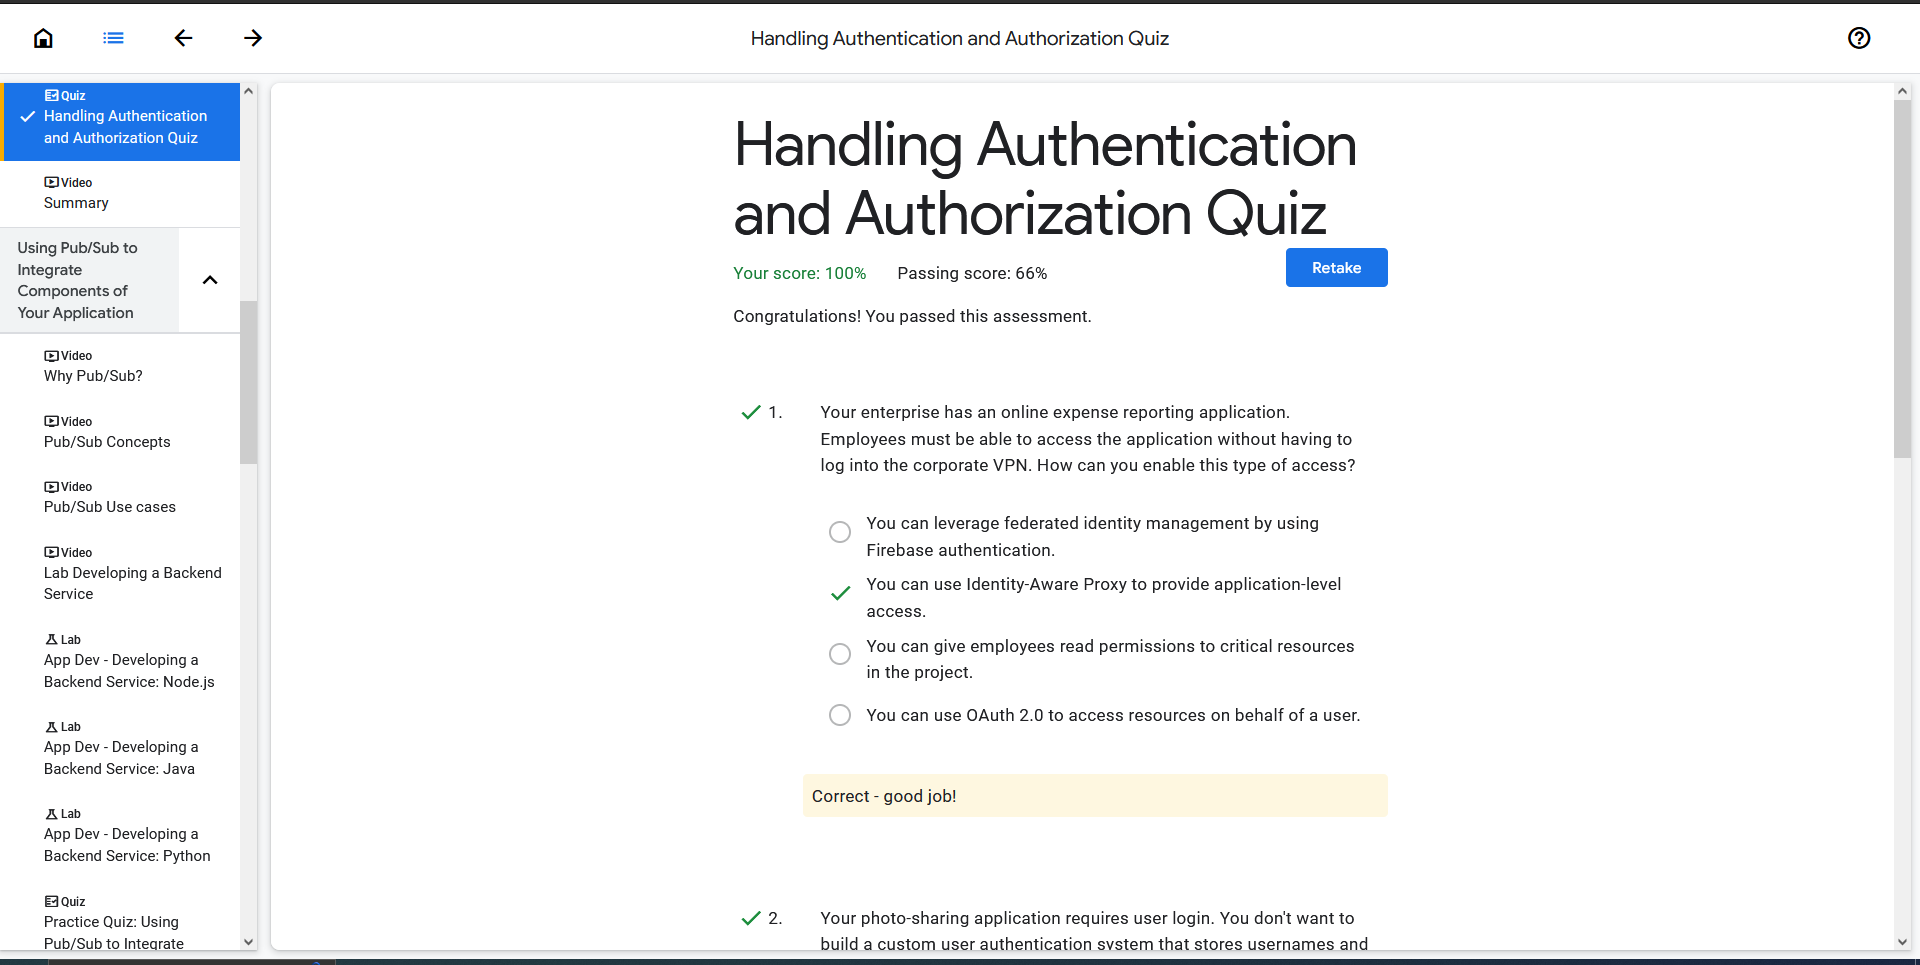 Handling Authentication and Authorization Quiz
Quiz
Handling Authentication
and Authorization Quiz
Video
Summary
Using Pub/Sub to
Integrate
Components of
Your Application
Video
Why Pub/Sub?
Video
Pub/Sub Concepts
Video
Pub/Sub Use cases
Video
Lab Developing a Backend
Service
Lab
App Dev - Developing a
Backend Service: Node.js
Lab
App Dev - Developing a
Backend Service: Java
Lab
App Dev - Developing a
Backend Service: Python
Quiz
Practice Quiz: Using
Pub/Sub to Integrate
Handling Authentication
and Authorization Quiz
Your score: 100% Passing score: 66%
Retake
Congratulations! You passed this assessment.
1. Your enterprise has an online expense reporting application.
Employees must be able to access the application without having to
log into the corporate VPN. How can you enable this type of access?
You can leverage federated identity management by using
Firebase authentication.
You can use Identity-Aware Proxy to provide application-level
access.
You can give employees read permissions to critical resources
in the project.
You can use OAuth 2.0 to access resources on behalf of a user.
Correct - good job!
2. Your photo-sharing application requires user login. You don't want to
build a custom user authentication system that stores usernames and